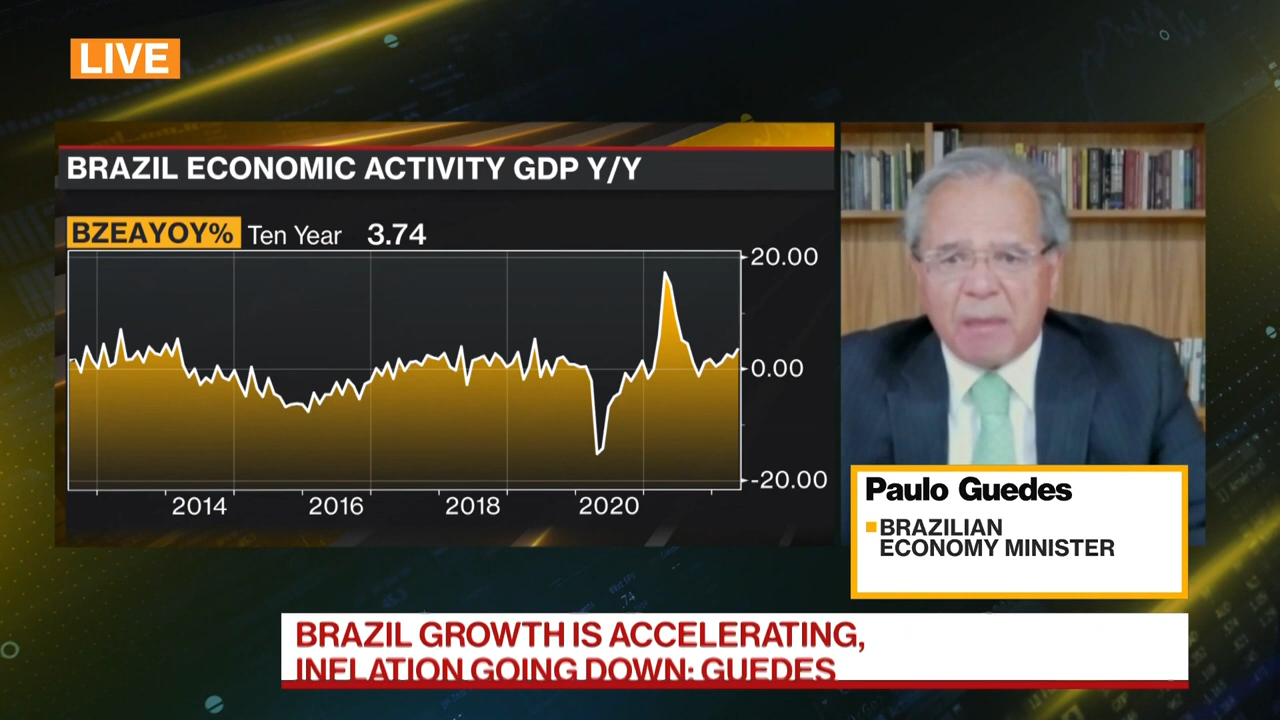 LIVE
BRAZIL ECONOMIC ACTIVITY GDP Y/Y
BZEAYOY% Ten Year 3.74
20.00
0.00
-20.00
2014 2016 2018 2020
Paulo Guedes
BRAZILIAN
ECONOMY MINISTER
BRAZIL GROWTH IS ACCELERATING,
INFLATION GOING DOWN: GUEDES